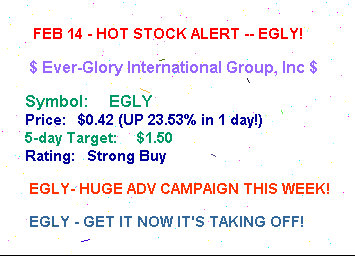 FEB 14 - HOT STOCK ALERT -- EGLY!
$ Ever-Glory International Group, Inc $
Symbol: EGLY
Price: $0.42 (UP 23.53% in 1 day!)
5-day Target: $1.50
Rating: Strong Buy
EGLY- HUGE ADV CAMPAIGN THIS WEEK!
EGLY - GET IT NOW IT'S TAKING OFF!